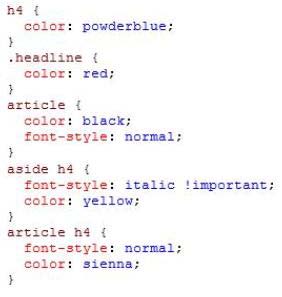 h4 {
  color: powderblue;
}
.headline {
  color: red;
}
article {
  color: black;
  font-style: normal;
}
aside h4 {
  font-style: italic !important;
  color: yellow;
}
article h4 {
  font-style: normal;
  color: sienna;
}